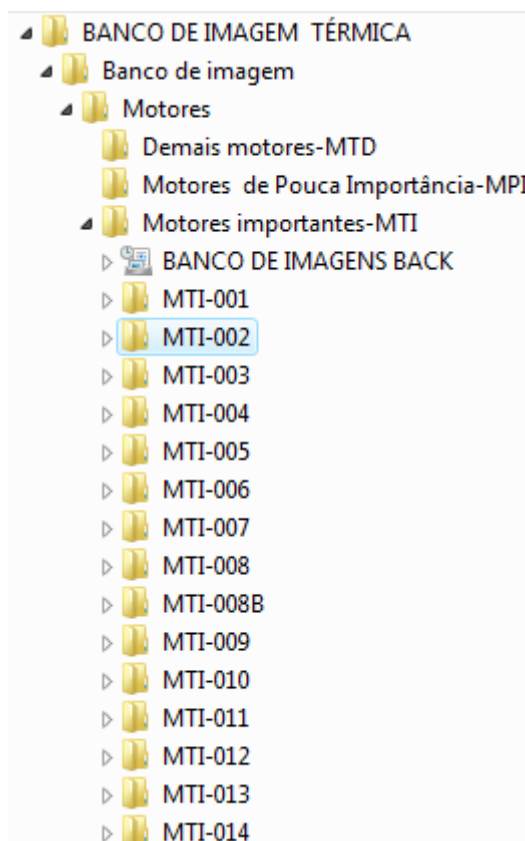 BANCO DE IMAGEM TÉRMICA
Banco de imagem
Motores
Demais motores-MTD
Motores de Pouca Importância-MPI
Motores importantes-MTI
BANCO DE IMAGENS BACK
MTI-001
MTI-002
MTI-003
MTI-004
MTI-005
MTI-006
MTI-007
MTI-008
MTI-008B
MTI-009
MTI-010
MTI-011
MTI-012
MTI-013
MTI-014